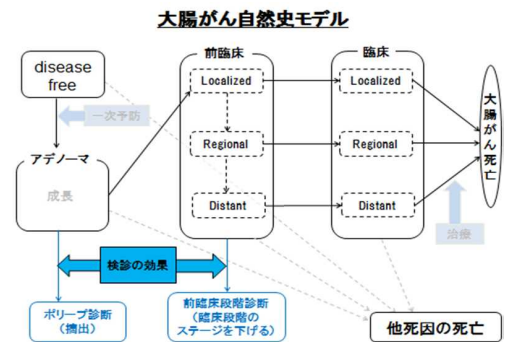 大腸がん自然史モデル
disease
free
一次予防
アデノーマ
成長
前臨床
Localized
Regional
Distant
臨床
Localized
Regional
Distant
大腸がん死亡
治療
検診の効果
ポリープ診断
（摘出）
前臨床段階診断
（臨床段階の
ステージを下げる）
他死因の死亡